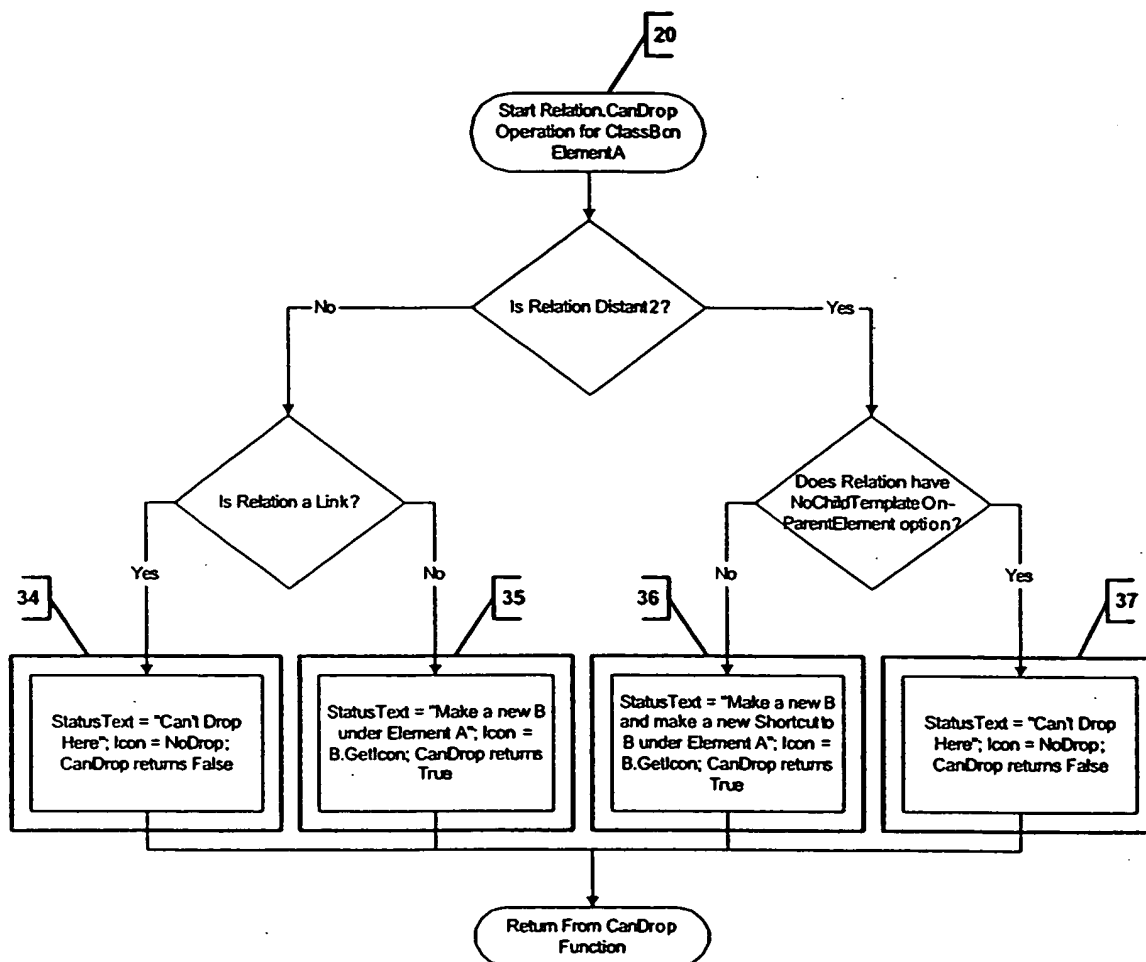 20
Start Relation.CanDrop
Operation for ClassB on
ElementA
Is Relation Distant2?
No
Yes
Is Relation a Link?
Does Relation have
NoChildTemplateOn-
ParentElement option?
Yes
No
No
Yes
34
35
36
37
StatusText = "Can't Drop
Here"; Icon = NoDrop;
CanDrop returns False
StatusText = "Make a new B
under Element A"; Icon =
B.GetIcon; CanDrop returns
True
StatusText = "Make a new B
and make a new Shortcut to
B under Element A"; Icon =
B.GetIcon; CanDrop returns
True
StatusText = "Can't Drop
Here"; Icon = NoDrop;
CanDrop returns False
Return From CanDrop
Function